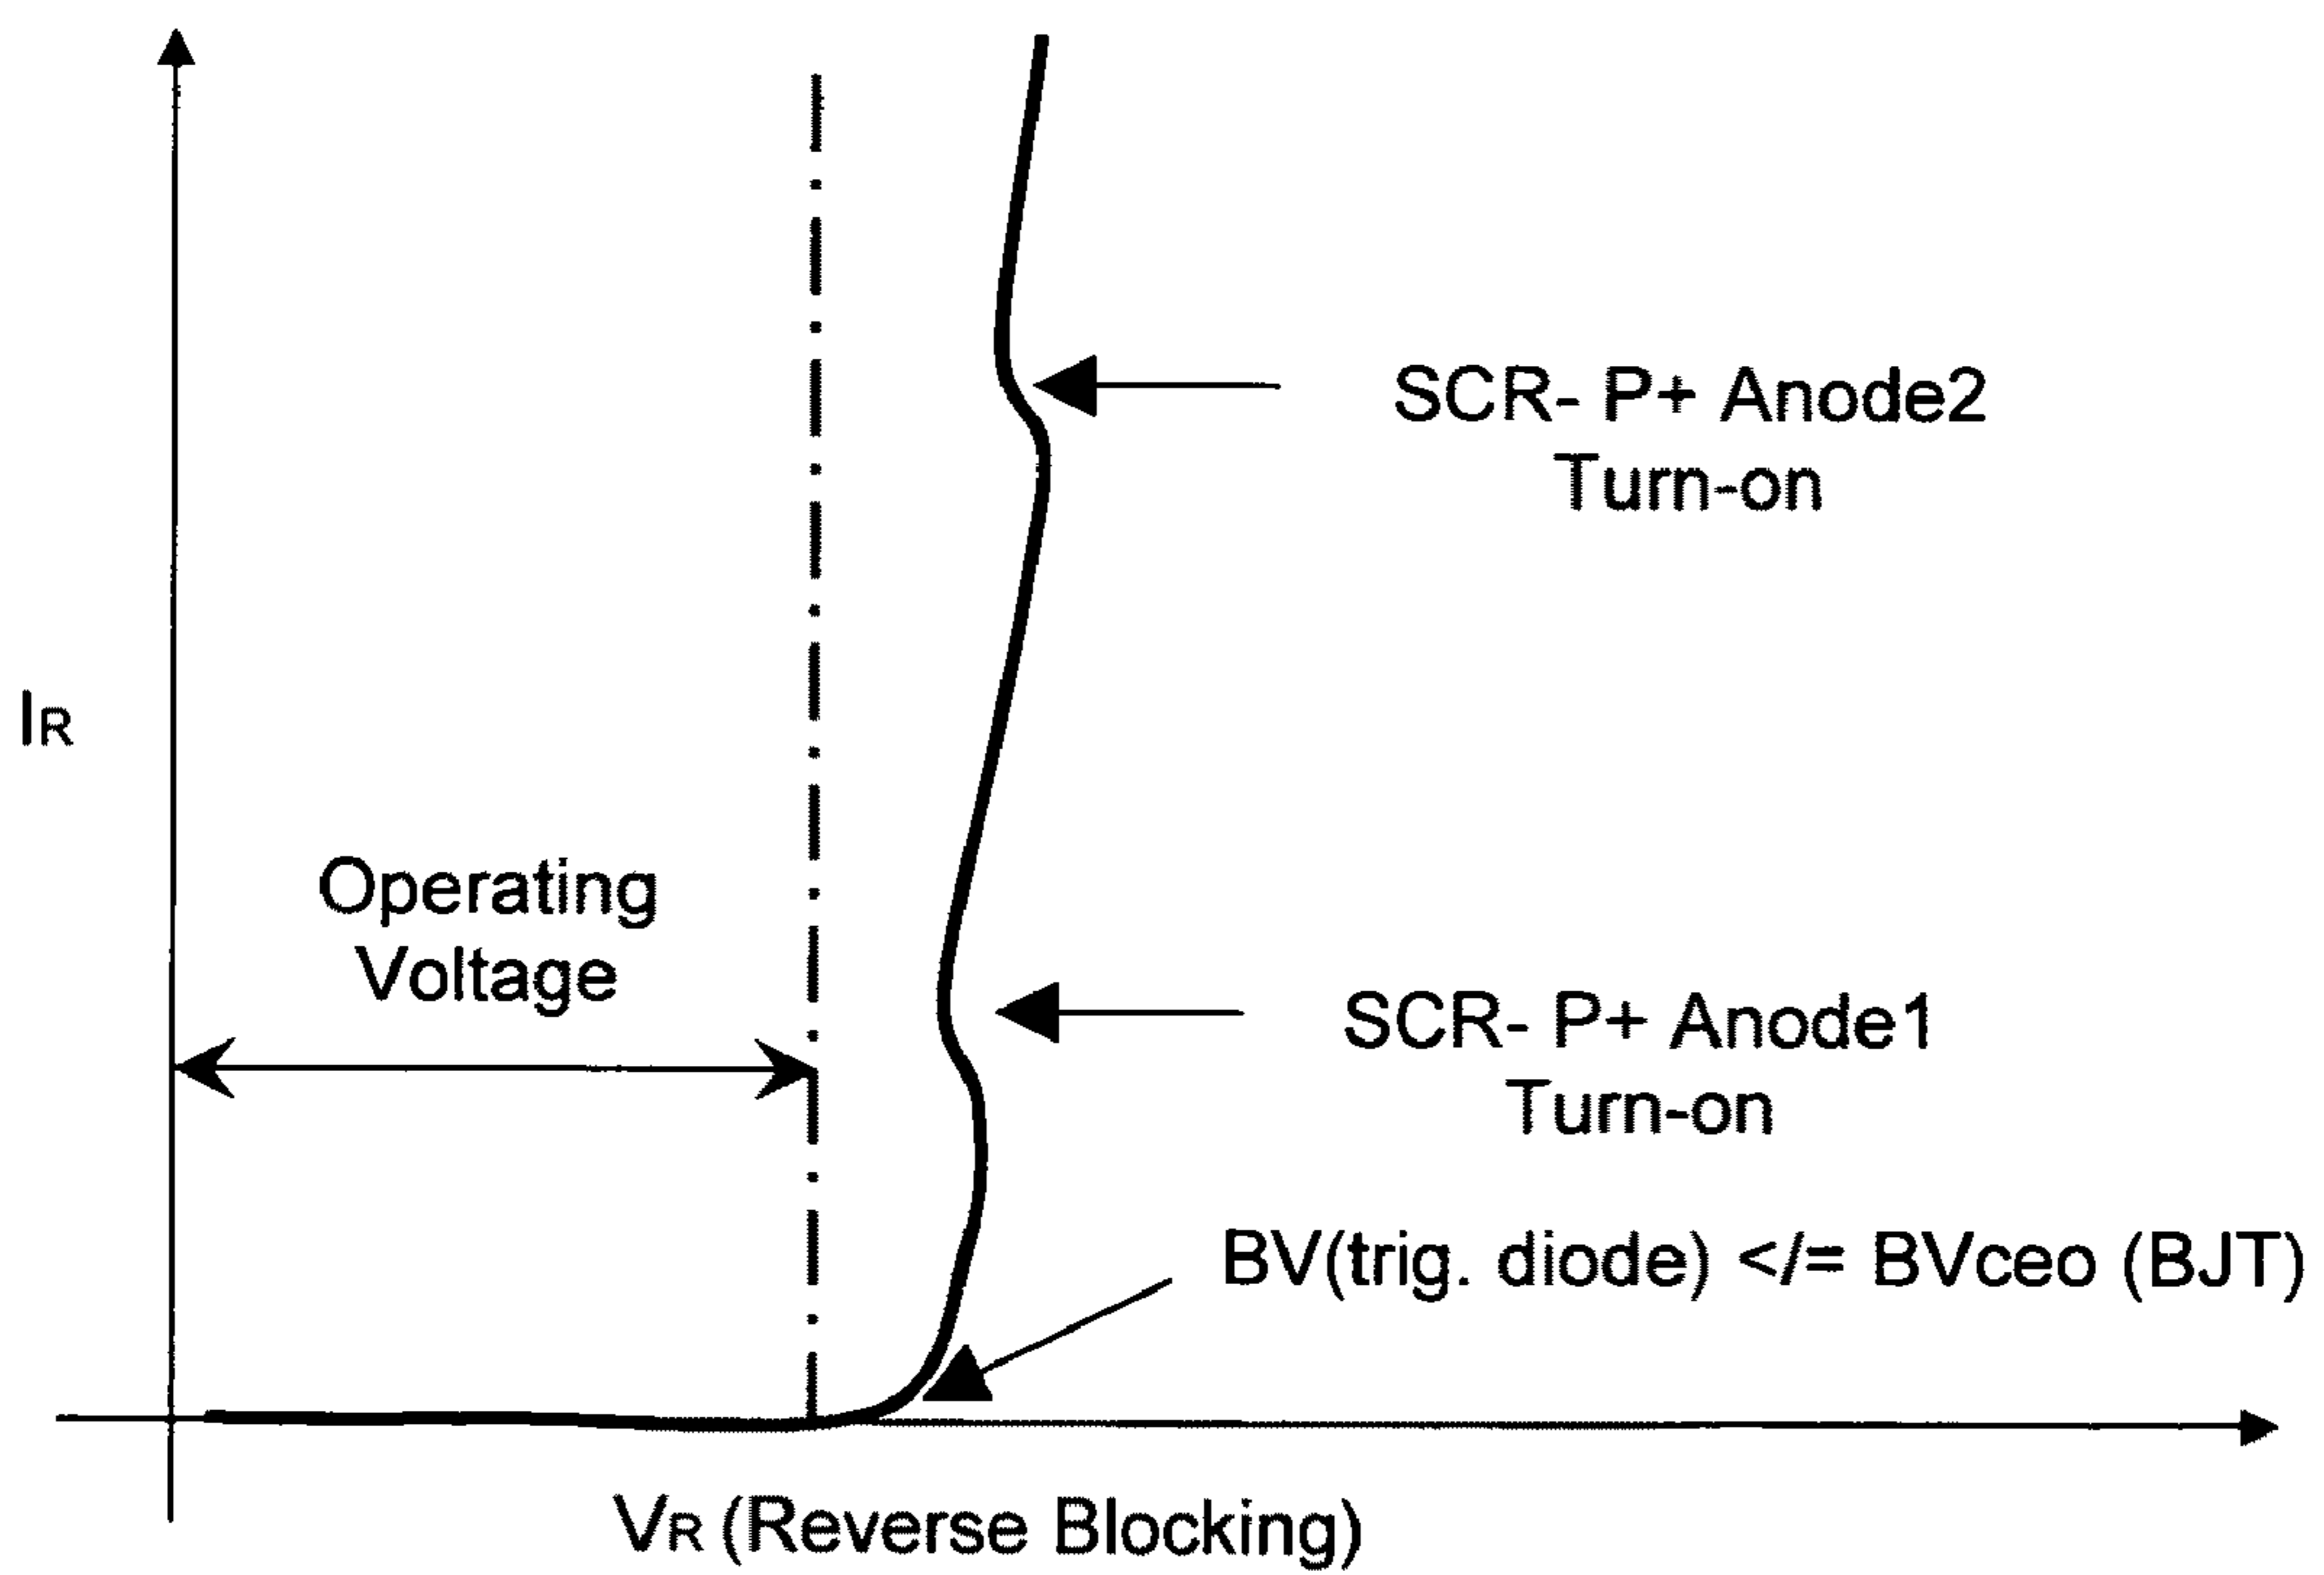 SCR- P+ Anode2
Turn-on
IR
Operating
Voltage
SCR- P+ Anode1
Turn-on
BV(trig. diode) </= BVceo (BJT)
VR (Reverse Blocking)